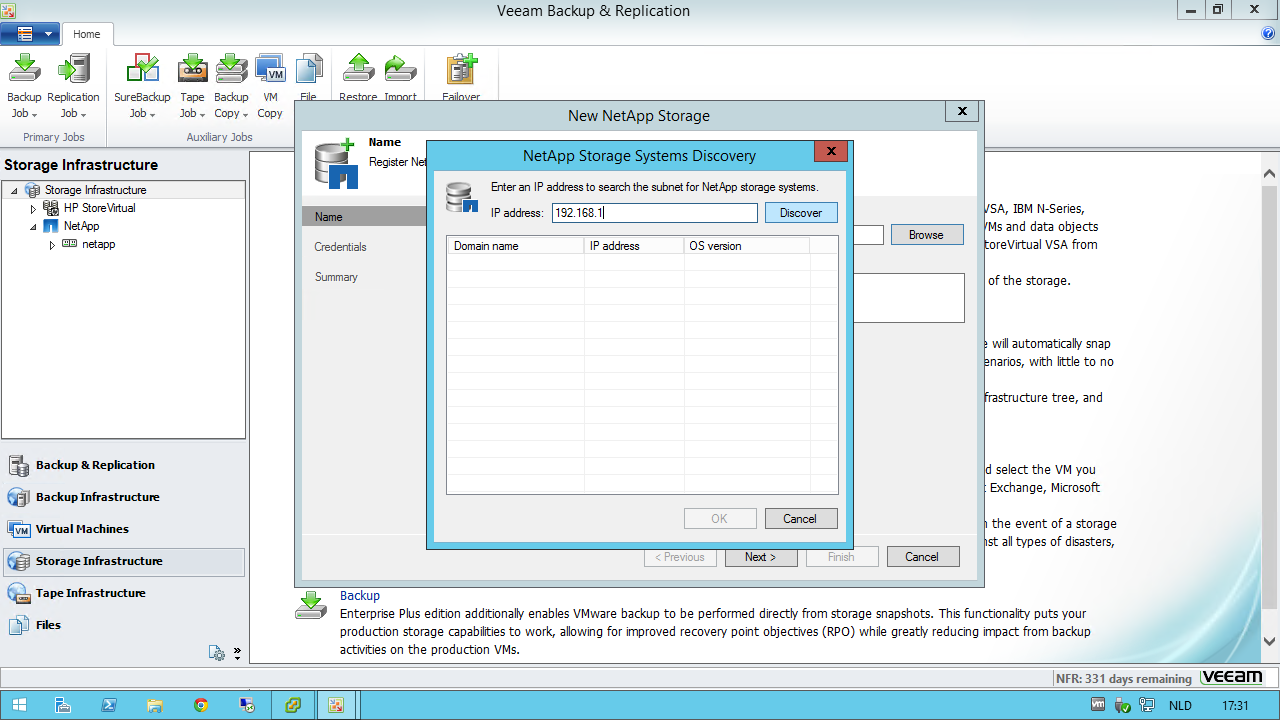 Veeam Backup & Replication
Home
Backup Job
Replication Job
SureBackup Job
Tape Job
Backup Copy
VM Copy
File
Restore
Import
Failover
Primary Jobs
Auxiliary Jobs
Storage Infrastructure
Storage Infrastructure
HP StoreVirtual
NetApp
netapp
Backup & Replication
Backup Infrastructure
Virtual Machines
Storage Infrastructure
Tape Infrastructure
Files
New NetApp Storage
Name
Register Net
Name
Credentials
Summary
Browse
< Previous
Next >
Finish
Cancel
NetApp Storage Systems Discovery
Enter an IP address to search the subnet for NetApp storage systems.
IP address:
192.168.1
Discover
Domain name
IP address
OS version
OK
Cancel
VSA, IBM N-Series,
VMs and data objects
toreVirtual VSA from
of the storage.
e will automatically snap
enarios, with little to no
frastructure tree, and
d select the VM you
t Exchange, Microsoft
n the event of a storage
nst all types of disasters,
Backup
Enterprise Plus edition additionally enables VMware backup to be performed directly from storage snapshots. This functionality puts your
production storage capabilities to work, allowing for improved recovery point objectives (RPO) while greatly reducing impact from backup
activities on the production VMs.
NFR: 331 days remaining
veeam
NLD
17:31